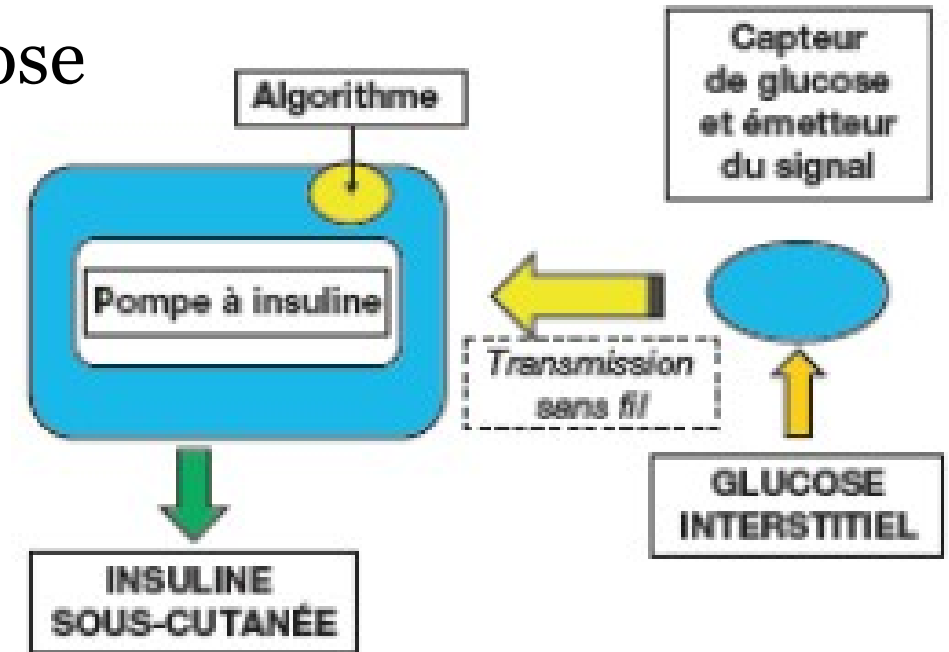 ose
Algorithme
Capteur
de glucose
et émetteur
du signal
Pompe à insuline
Transmission
sans fil
GLUCOSE
INTERSTITIEL
INSULINE
SOUS-CUTANÉE